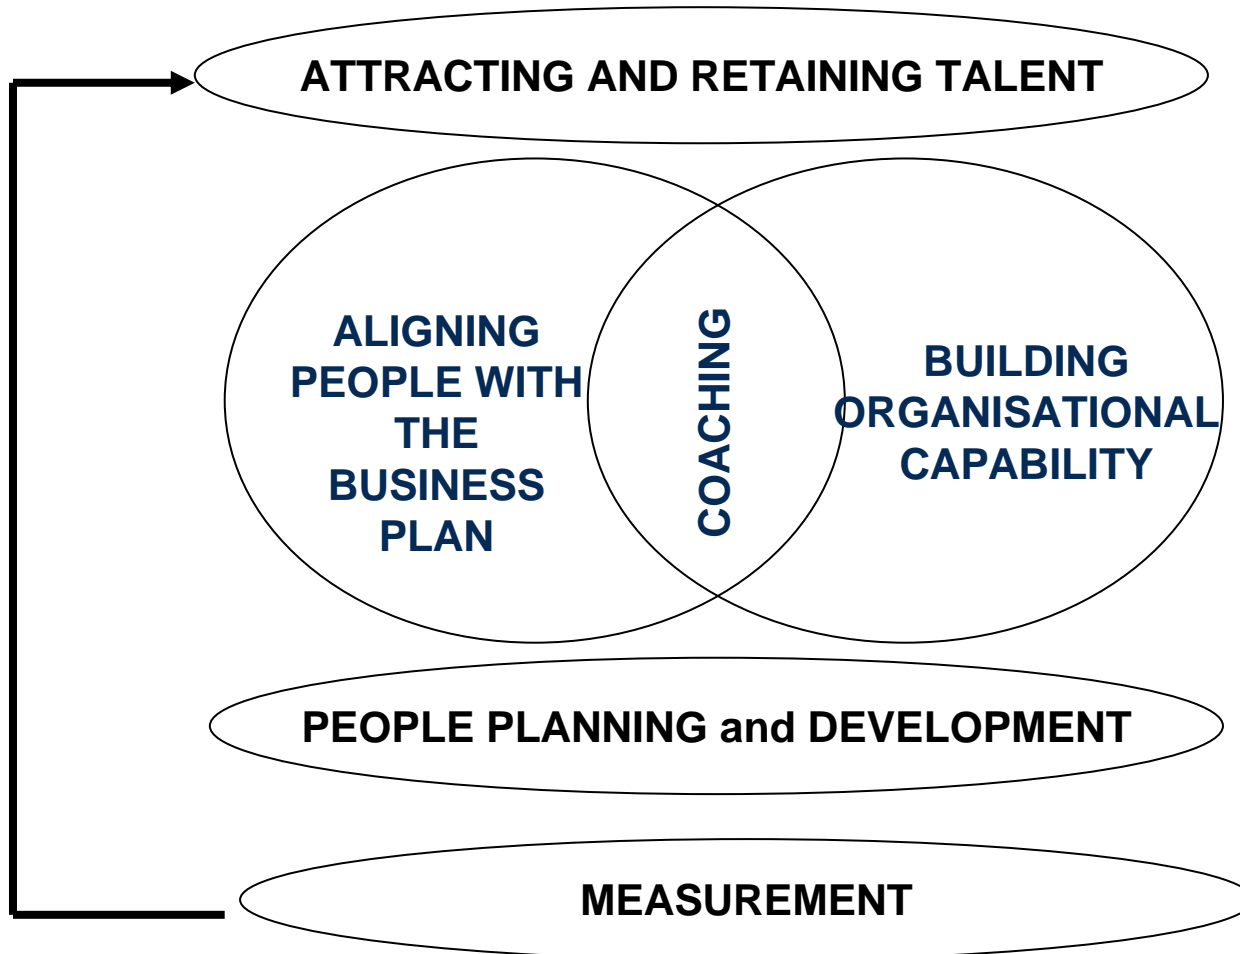 ATTRACTING AND RETAINING TALENT
ALIGNING
PEOPLE WITH
THE
BUSINESS
PLAN
COACHING
BUILDING
ORGANISATIONAL
CAPABILITY
PEOPLE PLANNING and DEVELOPMENT
MEASUREMENT